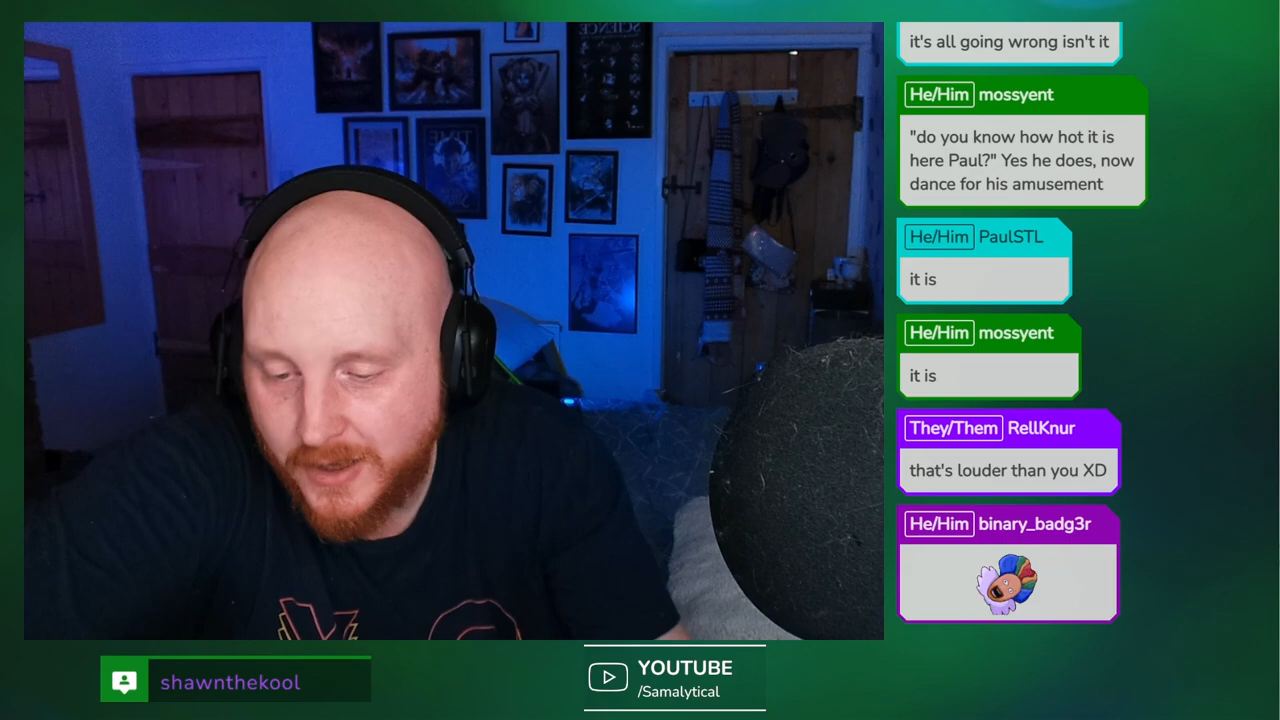 it's all going wrong isn't it
He/Him mossyent
"do you know how hot it is
here Paul?" Yes he does, now
dance for his amusement
He/Him PaulSTL
it is
He/Him mossyent
it is
They/Them RellKnur
that's louder than you XD
He/Him binary_badg3r
shawnthekool
YOUTUBE
/Samalytical